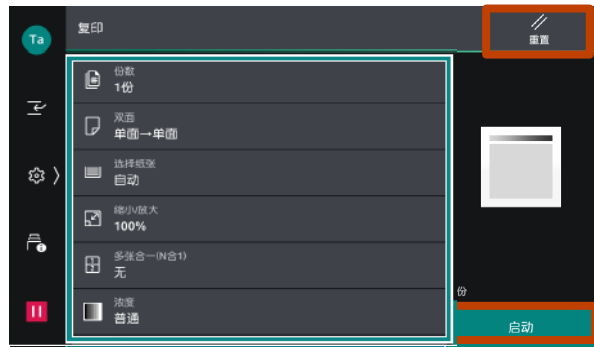 复印
重置
Ta
份数
1份
双面
单面→单面
选择纸张
自动
缩小/放大
100%
多张合一(N合1)
无
浓度
普通
份
启动